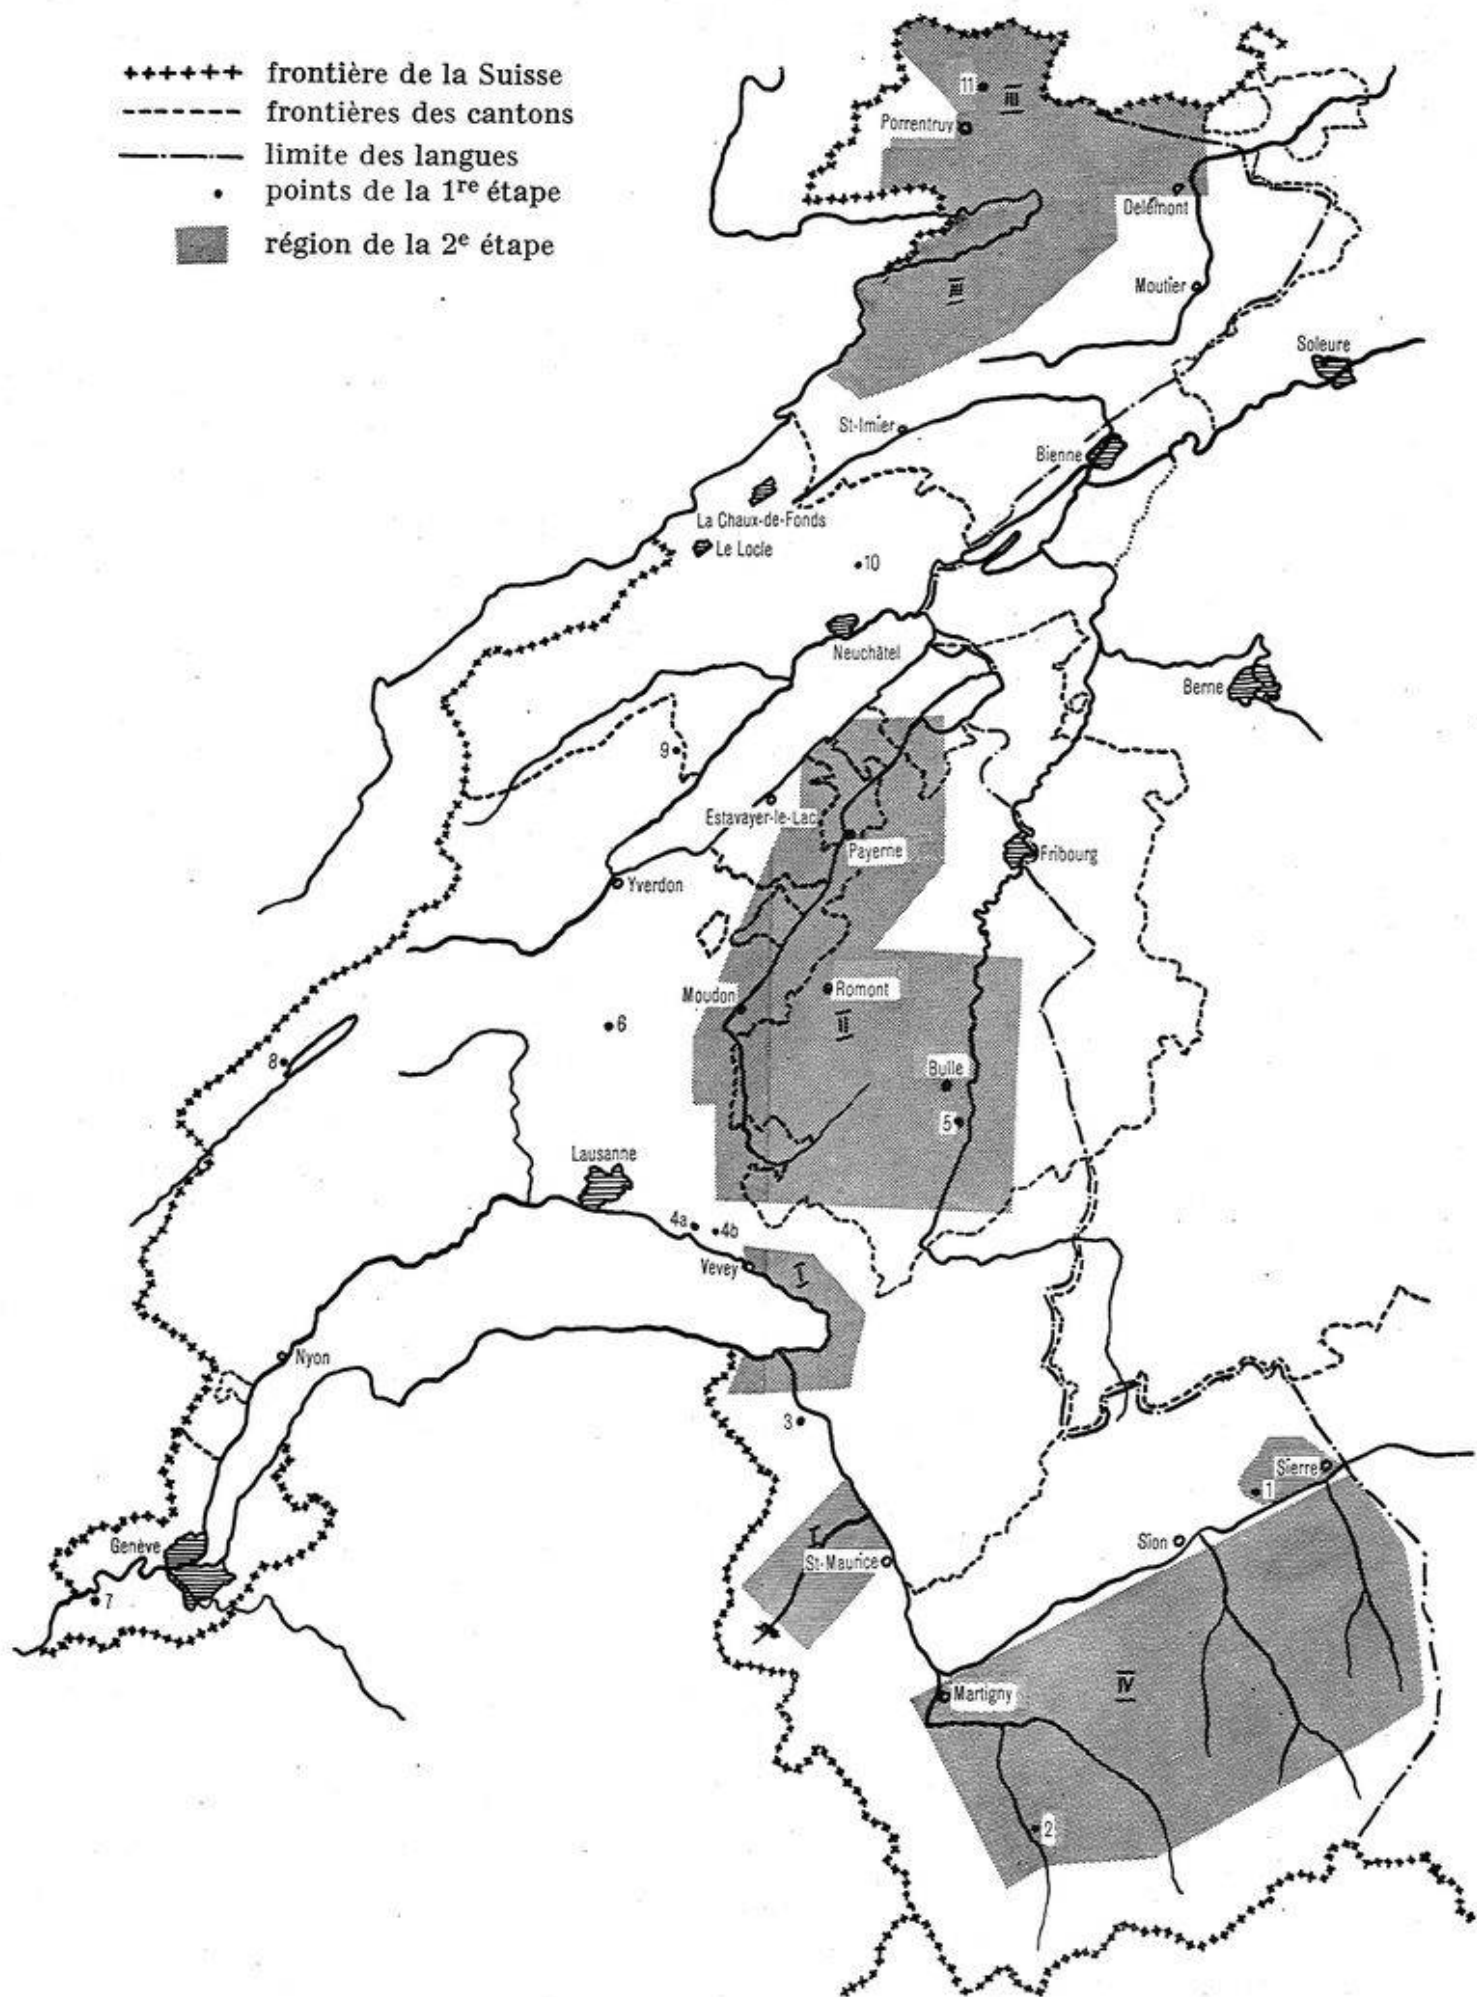 frontière de la Suisse
frontières des cantons
limite des langues
points de la 1re étape
région de la 2e étape
11
III
Porrentruy
Delémont
III
Moutier
Soleure
St-Imier
Bienne
La Chaux-de-Fonds
Le Locle
10
Neuchâtel
Berne
9
Estavayer-le-Lac
Payerne
Fribourg
Yverdon
Romont
Moudon
II
6
8
Bulle
5
Lausanne
4a
4b
Vevey
I
Nyon
3
Sierre
1
I
Sion
Genève
St-Maurice
7
IV
Martigny
2